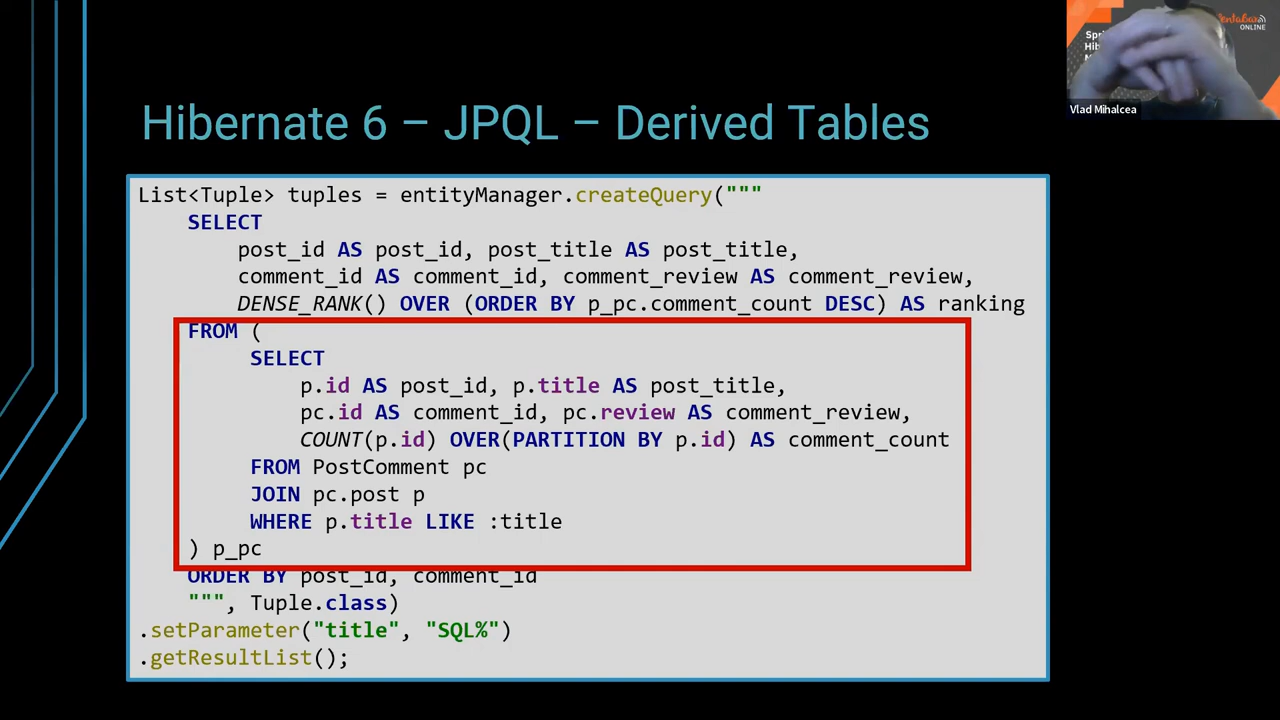 Hibernate 6 – JPQL – Derived Tables
List<Tuple> tuples = entityManager.createQuery("""
SELECT
post_id AS post_id, post_title AS post_title,
comment_id AS comment_id, comment_review AS comment_review,
DENSE_RANK() OVER (ORDER BY p_pc.comment_count DESC) AS ranking
FROM (
SELECT
p.id AS post_id, p.title AS post_title,
pc.id AS comment_id, pc.review AS comment_review,
COUNT(p.id) OVER(PARTITION BY p.id) AS comment_count
FROM PostComment pc
JOIN pc.post p
WHERE p.title LIKE :title
) p_pc
ORDER BY post_id, comment_id
""", Tuple.class)
.setParameter("title", "SQL%")
.getResultList();
ONLINE
Vlad Mihalcea